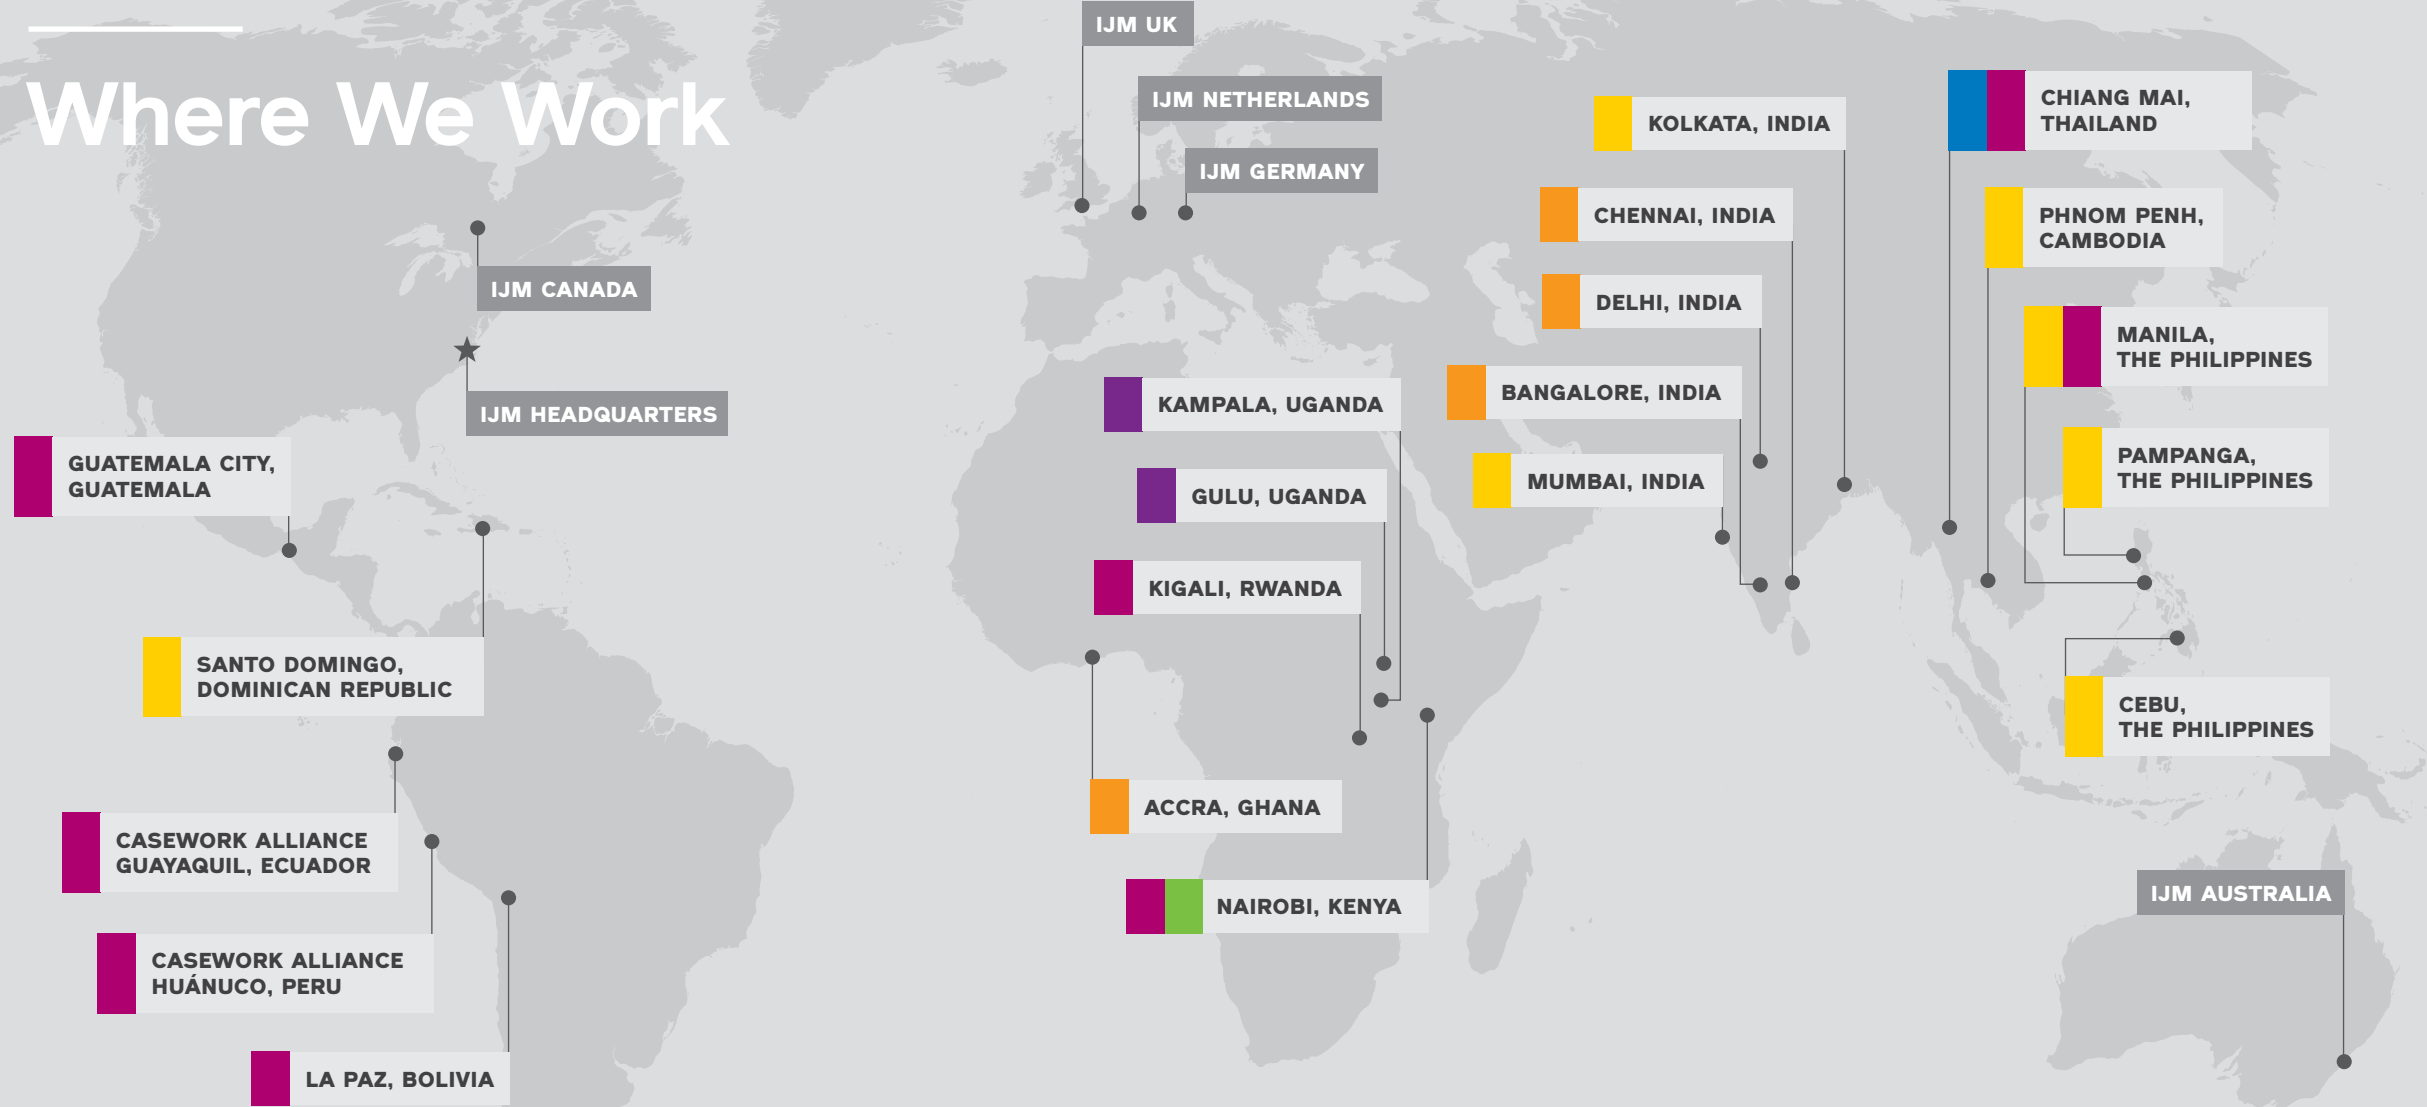 Where We Work
IJM UK
IJM NETHERLANDS
IJM GERMANY
IJM CANADA
IJM HEADQUARTERS
GUATEMALA CITY,
GUATEMALA
SANTO DOMINGO,
DOMINICAN REPUBLIC
CASEWORK ALLIANCE
GUAYAQUIL, ECUADOR
CASEWORK ALLIANCE
HUÁNUCO, PERU
LA PAZ, BOLIVIA
KAMPALA, UGANDA
GULU, UGANDA
KIGALI, RWANDA
ACCRA, GHANA
NAIROBI, KENYA
KOLKATA, INDIA
CHENNAI, INDIA
DELHI, INDIA
BANGALORE, INDIA
MUMBAI, INDIA
CHIANG MAI,
THAILAND
PHNOM PENH,
CAMBODIA
MANILA,
THE PHILIPPINES
PAMPANGA,
THE PHILIPPINES
CEBU,
THE PHILIPPINES
IJM AUSTRALIA